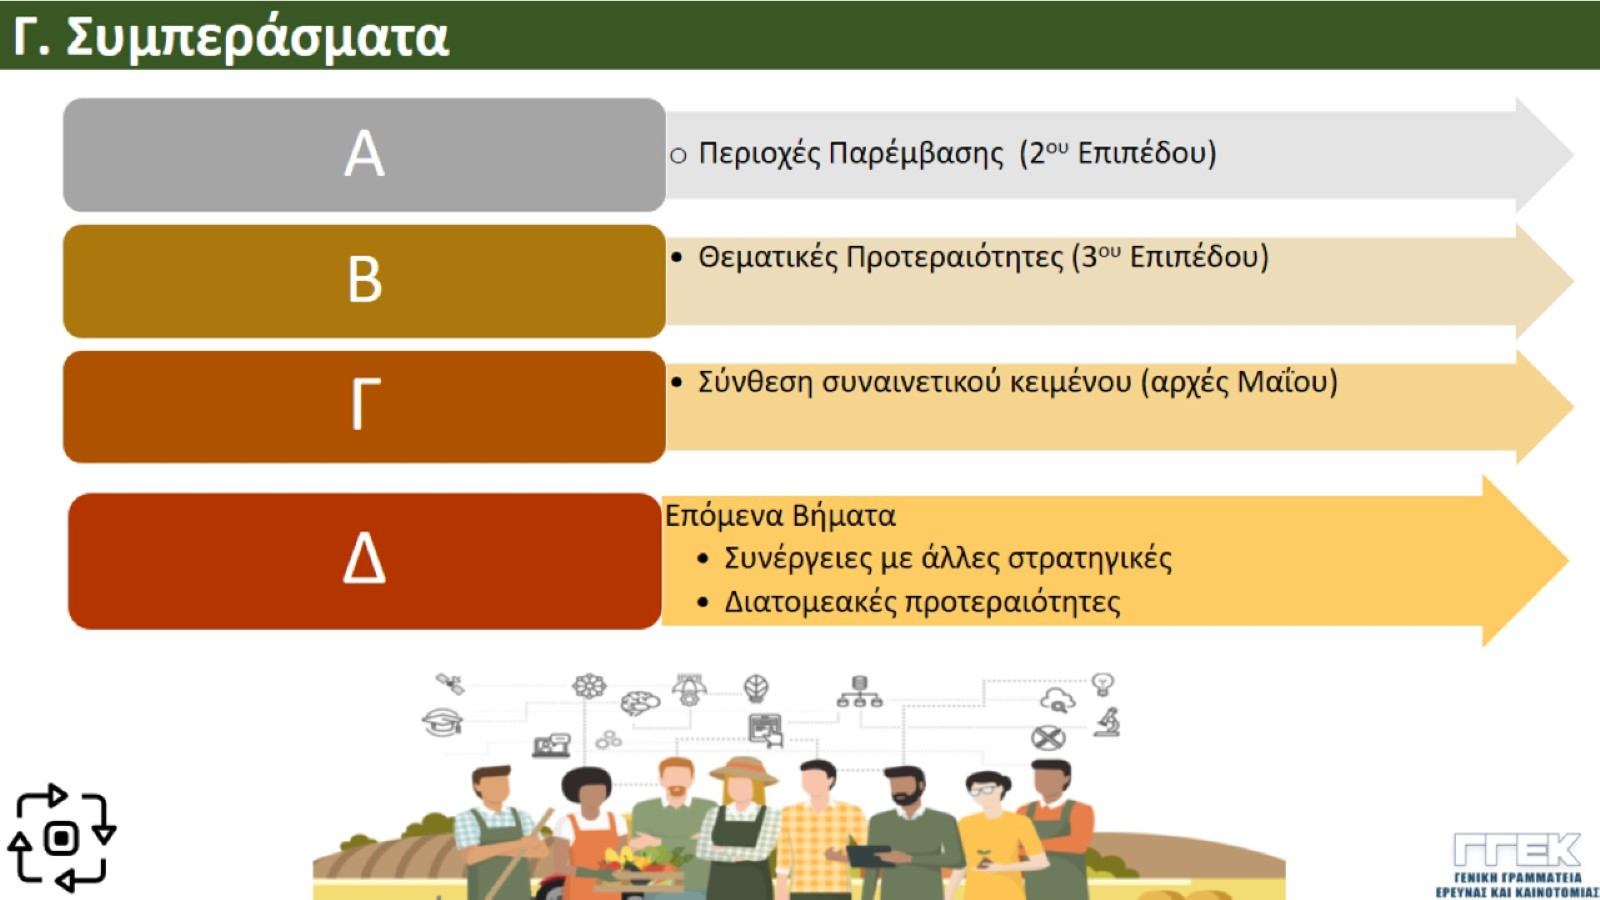 Γ. Συμπεράσματα
Α
○ Περιοχές Παρέμβασης (2ου Επιπέδου)
Β
• Θεματικές Προτεραιότητες (3ου Επιπέδου)
Γ
• Σύνθεση συναινετικού κειμένου (αρχές Μαΐου)
Δ
Επόμενα Βήματα
• Συνέργειες με άλλες στρατηγικές
• Διατομεακές προτεραιότητες
ΓΓΕΚ
ΓΕΝΙΚΗ ΓΡΑΜΜΑΤΕΙΑ
ΕΡΕΥΝΑΣ ΚΑΙ ΚΑΙΝΟΤΟΜΙΑΣ